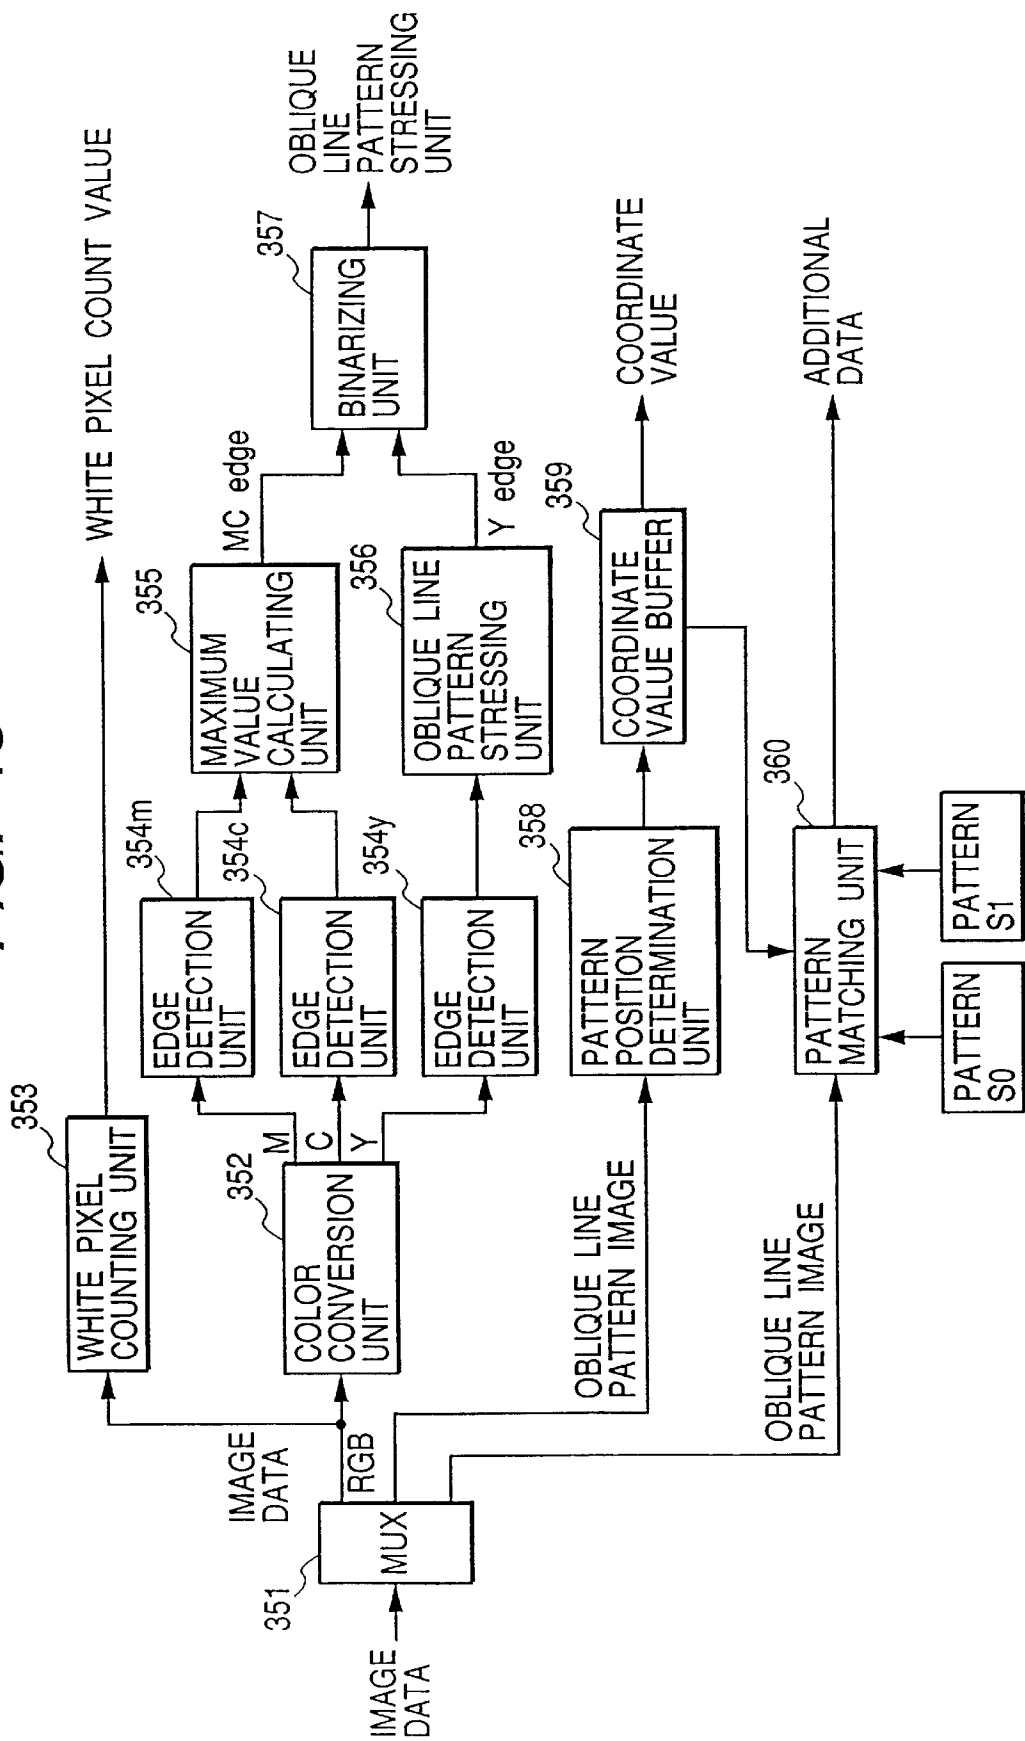 WHITE PIXEL COUNT VALUE
353
WHITE PIXEL
COUNTING UNIT
IMAGE
DATA
351
MUX
IMAGE
DATA
RGB
352
COLOR
CONVERSION
UNIT
M
C
Y
354m
EDGE
DETECTION
UNIT
354c
EDGE
DETECTION
UNIT
354y
EDGE
DETECTION
UNIT
355
MAXIMUM
VALUE
CALCULATING
UNIT
MC edge
356
OBLIQUE LINE
PATTERN
STRESSING
UNIT
Y edge
357
BINARIZING
UNIT
OBLIQUE
LINE
PATTERN
STRESSING
UNIT
OBLIQUE LINE
PATTERN IMAGE
358
PATTERN
POSITION
DETERMINATION
UNIT
359
COORDINATE
VALUE BUFFER
COORDINATE
VALUE
OBLIQUE LINE
PATTERN IMAGE
360
PATTERN
MATCHING UNIT
ADDITIONAL
DATA
PATTERN
S0
PATTERN
S1